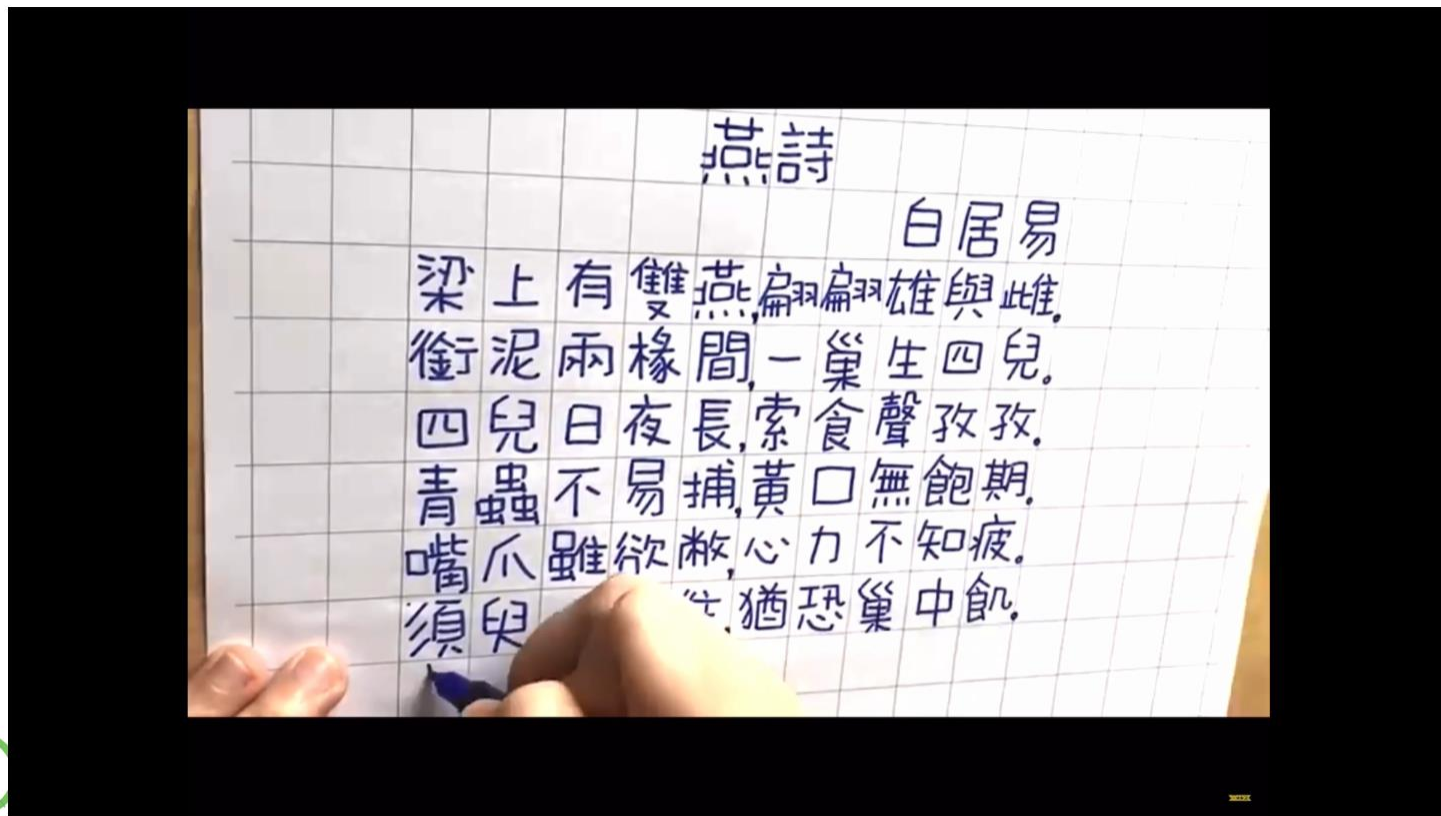 燕詩
白居易
梁上有雙燕,翩翩雄與雌.
銜泥兩椽間,一巢生四兒.
四兒日夜長,索食聲孜孜.
青蟲不易捕,黃口無飽期.
嘴爪雖欲敝,心力不知疲.
須臾 猶恐巢中飢.